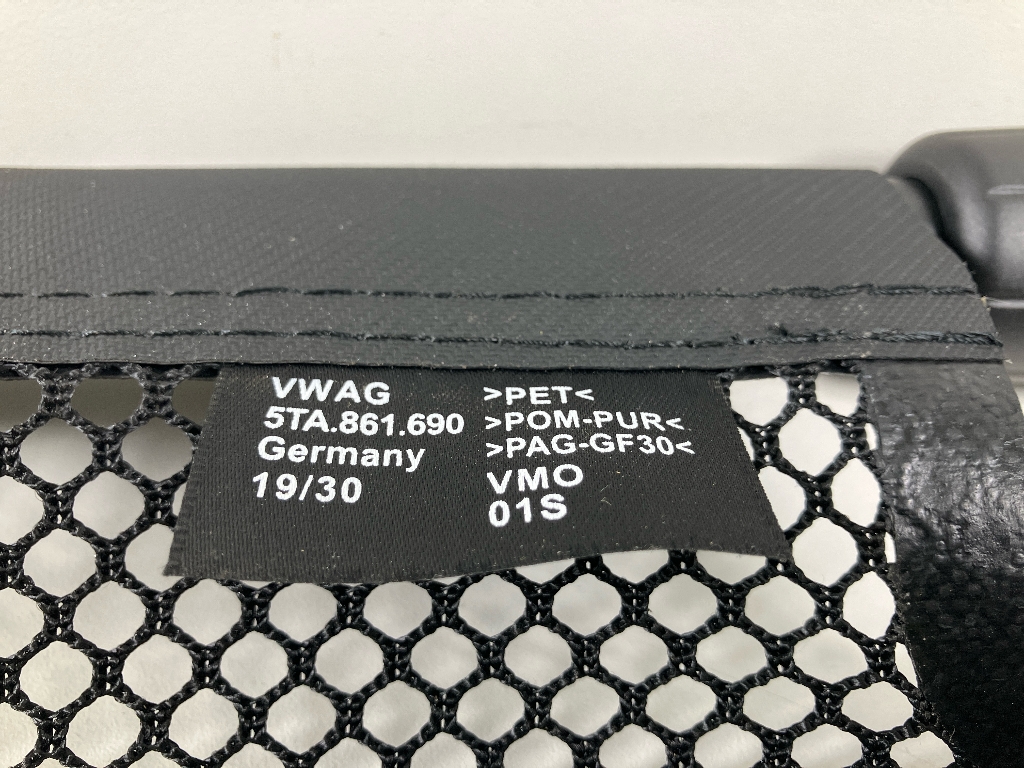 VWAG
5TA.861.690
Germany
19/30
>PET<
>POM-PUR<
>PAG-GF30<
VMO
01S